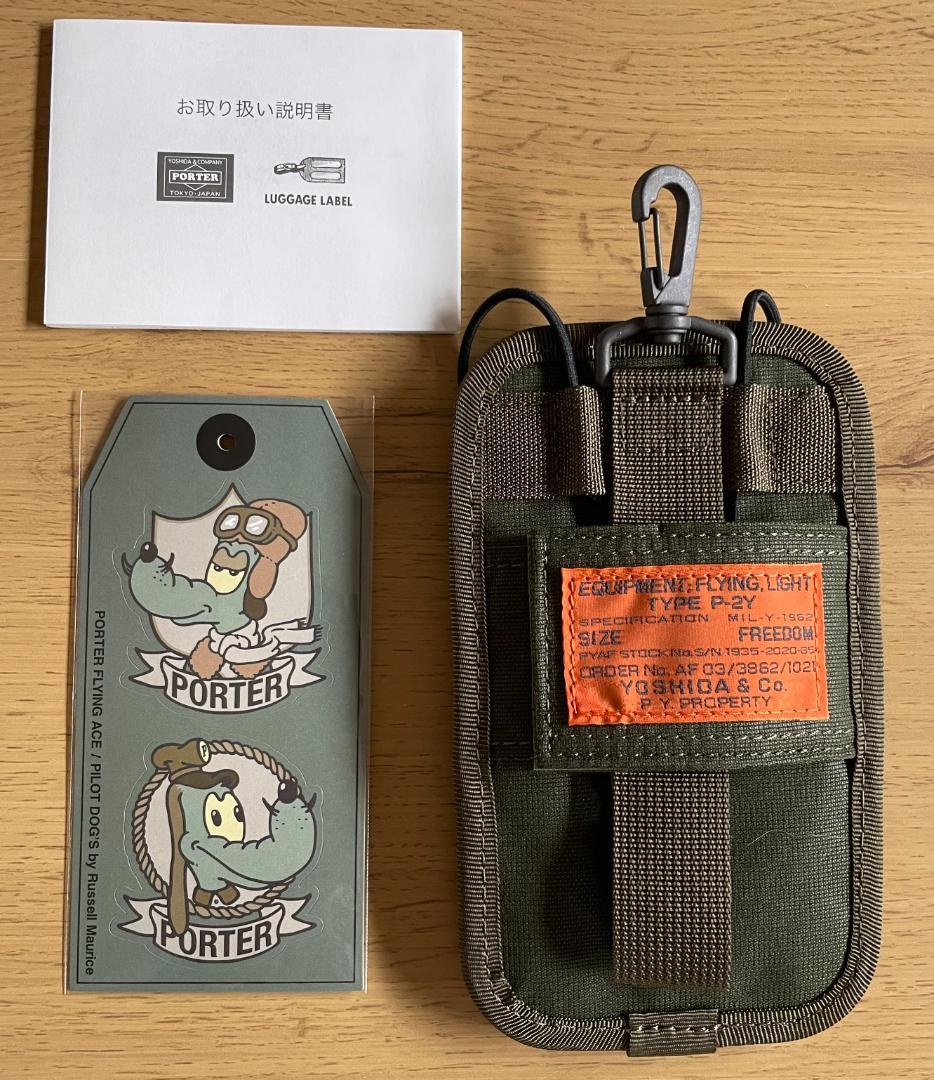 お取り扱い説明書
YOSHIDA & COMPANY
PORTER
TOKYO・JAPAN
LUGGAGE LABEL
PORTER
PORTER
PORTER FLYING ACE / PILOT DOG'S by Russell Maurice
EQUIPMENT, FLYING, LIGHT
TYPE P-2Y
SPECIFICATION MIL-Y-1962
SIZE FREEDOM
PYAF STOCK No. S/N. 1935-2020-85
ORDER No. AF 03/3862/1021
YOSHIDA & Co.
P. Y. PROPERTY